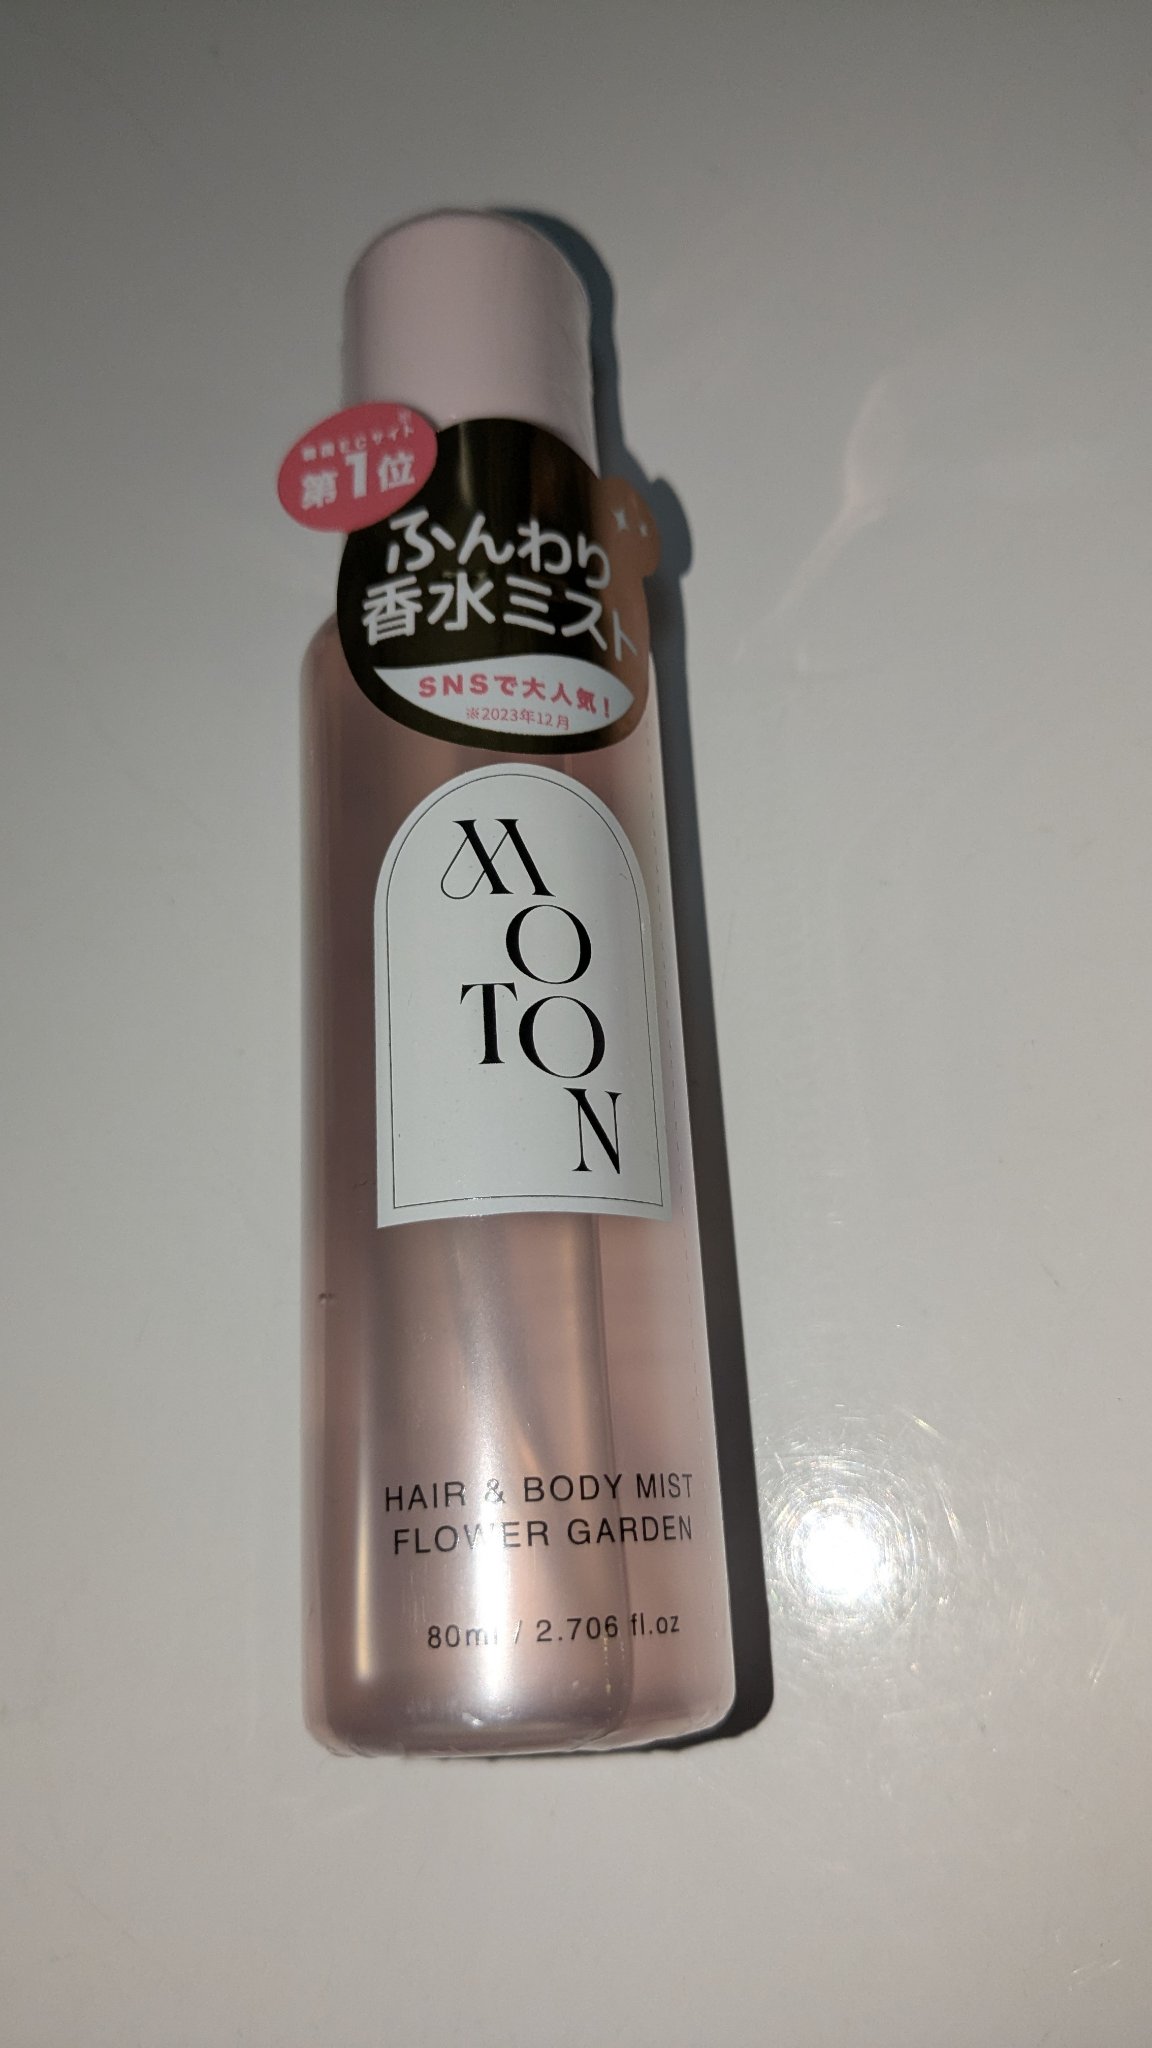 第1位
ふんわり
香水ミスト
SNSで大人気!
※2023年12月
MOTON
HAIR & BODY MIST
FLOWER GARDEN
80ml / 2.706 fl.oz